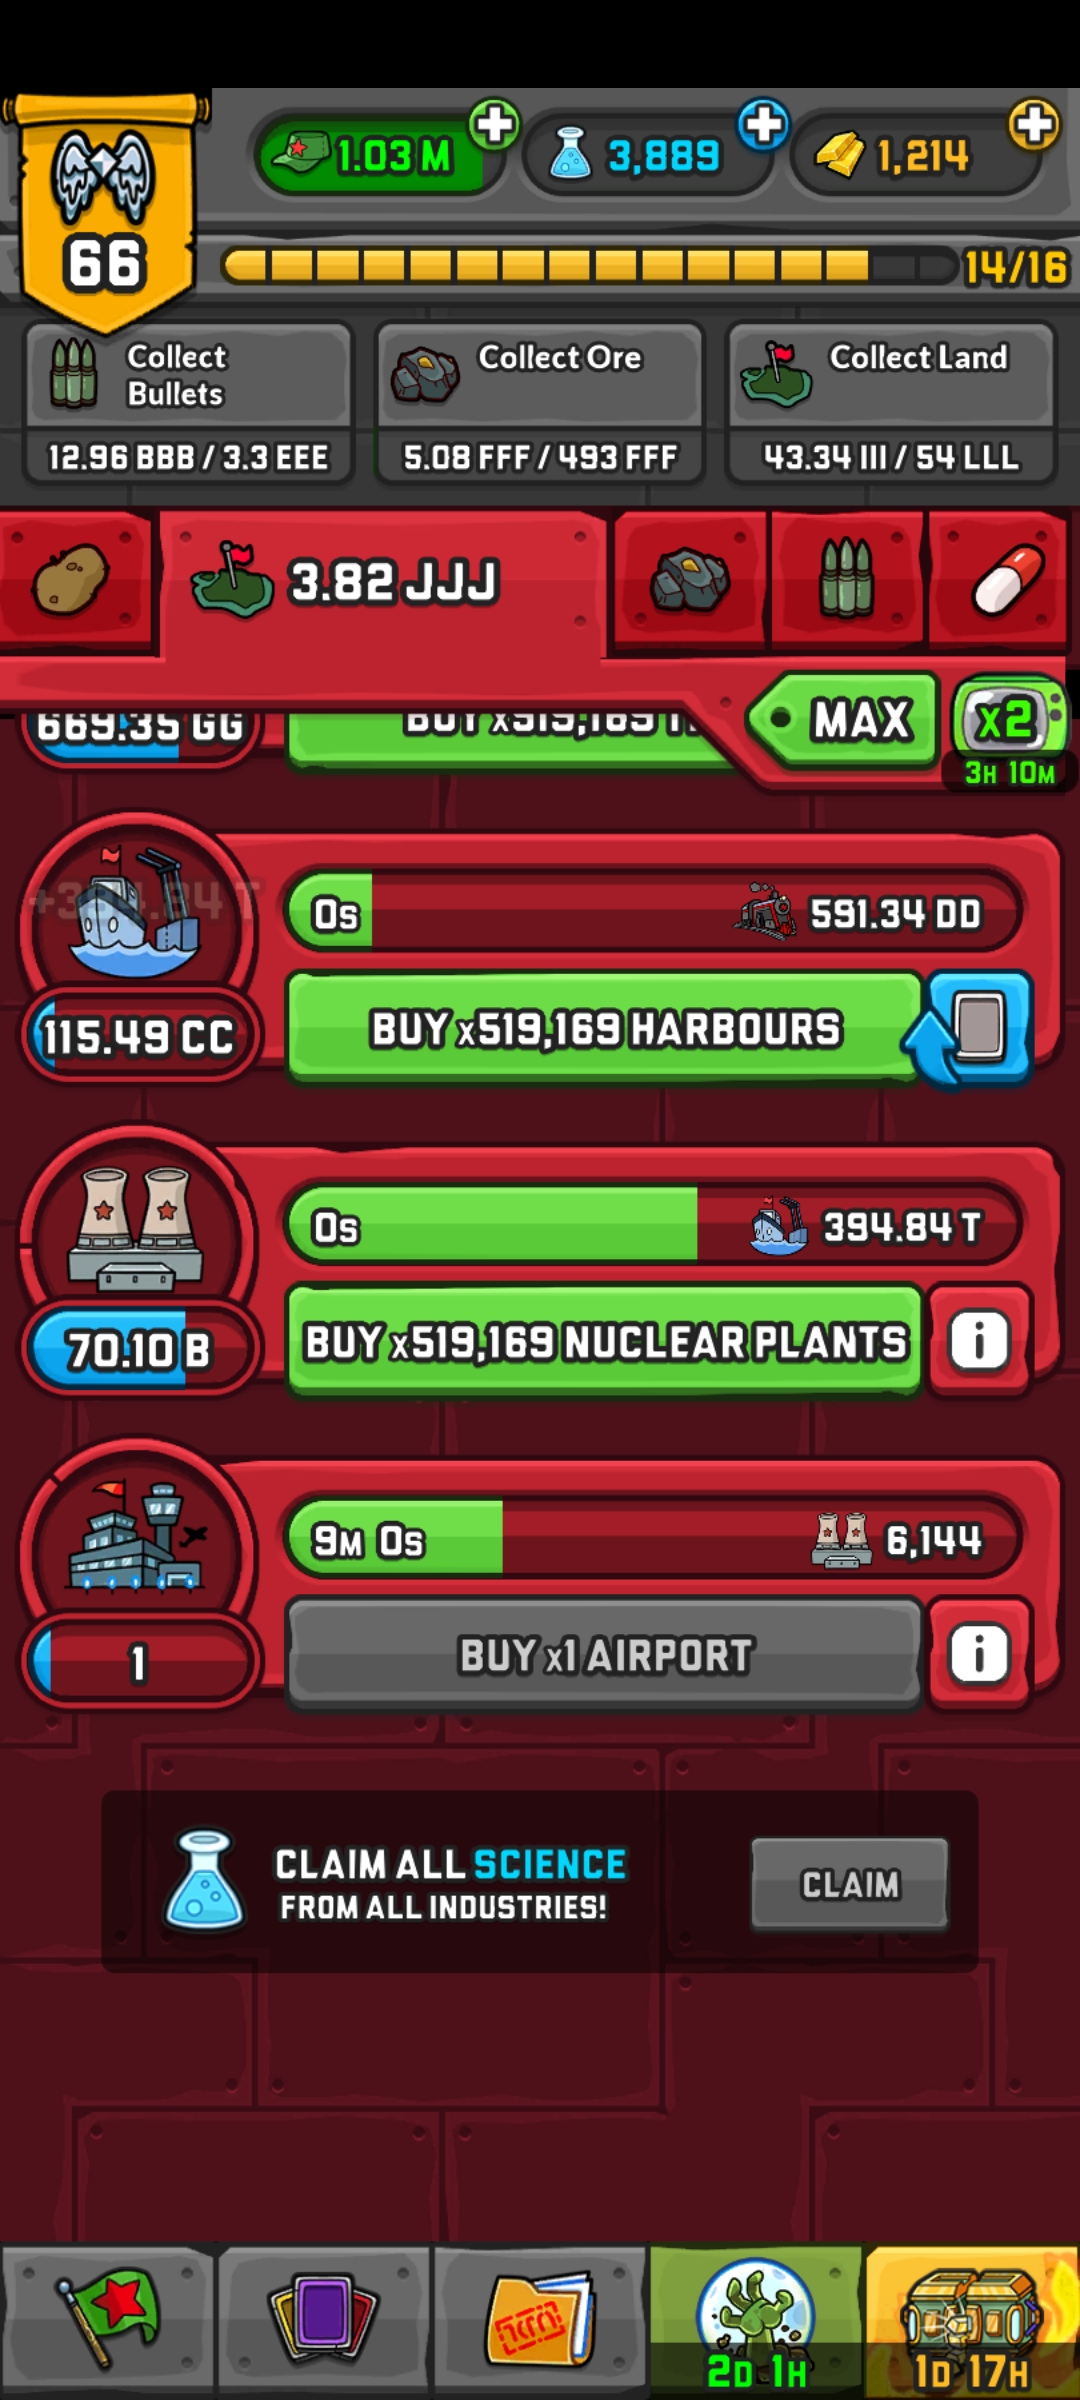 1.03 M
3,889
1,214
66
14/16
Collect
Bullets
Collect Ore
Collect Land
12.96 BBB / 3.3 EEE
5.08 FFF / 493 FFF
43.34 III / 54 LLL
3.82 JJJ
669.35 GG
BUY x519,169
MAX
x2
3H 10M
0s
591.34 DD
115.49 CC
BUY x519,169 HARBOURS
0s
394.84 T
70.10 B
BUY x519,169 NUCLEAR PLANTS
i
9M 0s
6,144
1
BUY x1 AIRPORT
i
CLAIM ALL SCIENCE
FROM ALL INDUSTRIES!
CLAIM
2D 1H
1D 17H